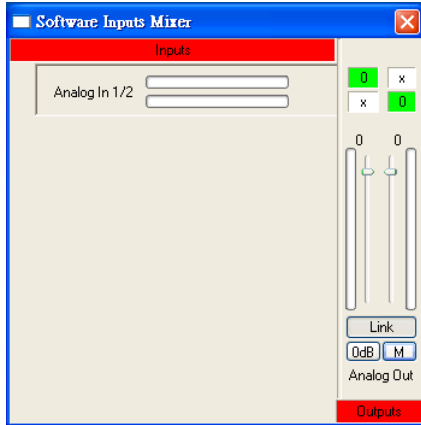 Software Inputs Mixer
Inputs
Analog In 1/2
0 x
x 0
0 0
Link
0dB M
Analog Out
Outputs